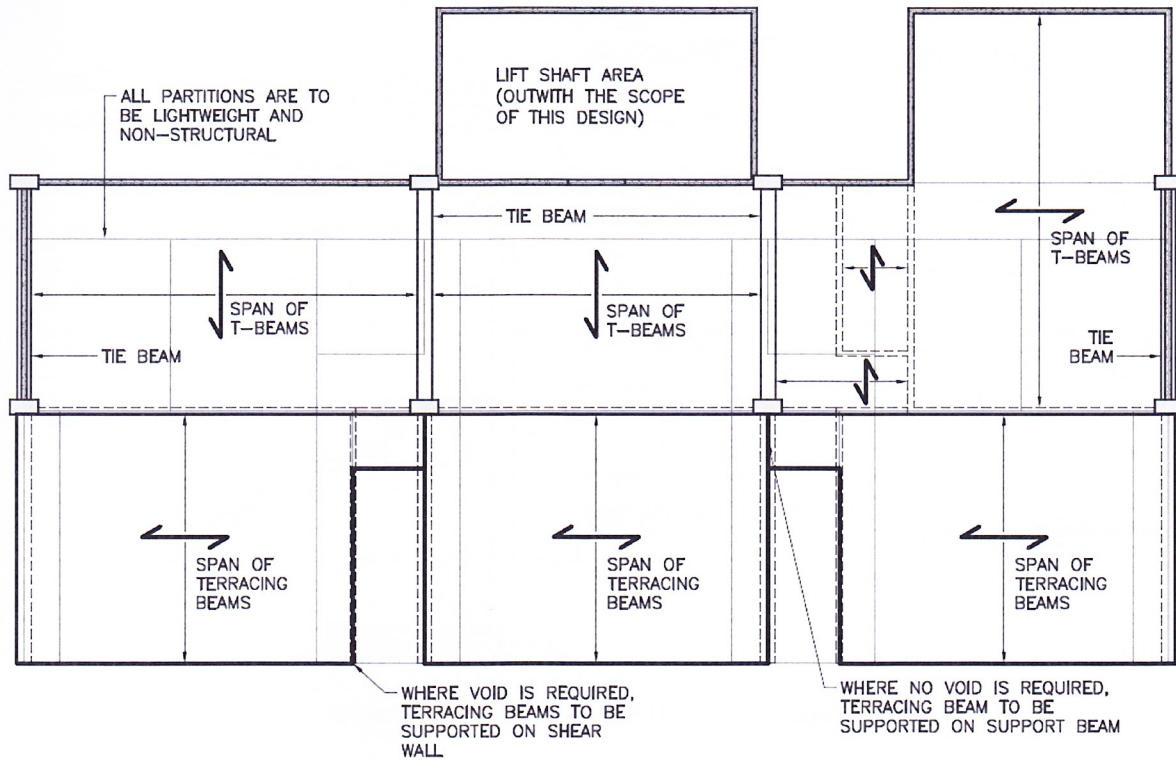 LIFT SHAFT AREA
(OUTWITH THE SCOPE
OF THIS DESIGN)
ALL PARTITIONS ARE TO
BE LIGHTWEIGHT AND
NON-STRUCTURAL
TIE BEAM
SPAN OF
T-BEAMS
SPAN OF
T-BEAMS
SPAN OF
T-BEAMS
TIE BEAM
TIE
BEAM
SPAN OF
TERRACING
BEAMS
SPAN OF
TERRACING
BEAMS
SPAN OF
TERRACING
BEAMS
WHERE VOID IS REQUIRED,
TERRACING BEAMS TO BE
SUPPORTED ON SHEAR
WALL
WHERE NO VOID IS REQUIRED,
TERRACING BEAM TO BE
SUPPORTED ON SUPPORT BEAM